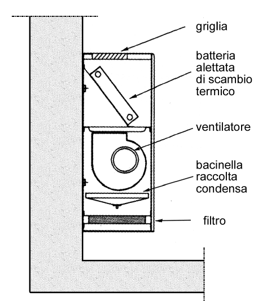 griglia
batteria
alettata
di scambio
termico
ventilatore
bacinella
raccolta
condensa
filtro